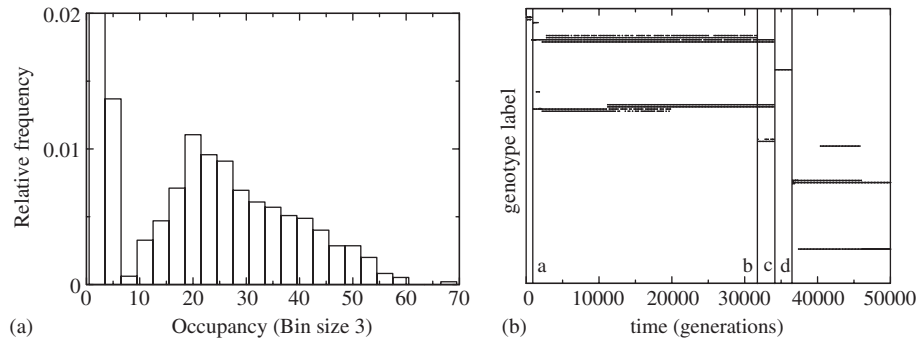 0.02
0.01
0
Relative frequency
0 10 20 30 40 50 60 70
Occupancy (Bin size 3)
(a)
genotype label
a b c d
0 10000 20000 30000 40000 50000
time (generations)
(b)